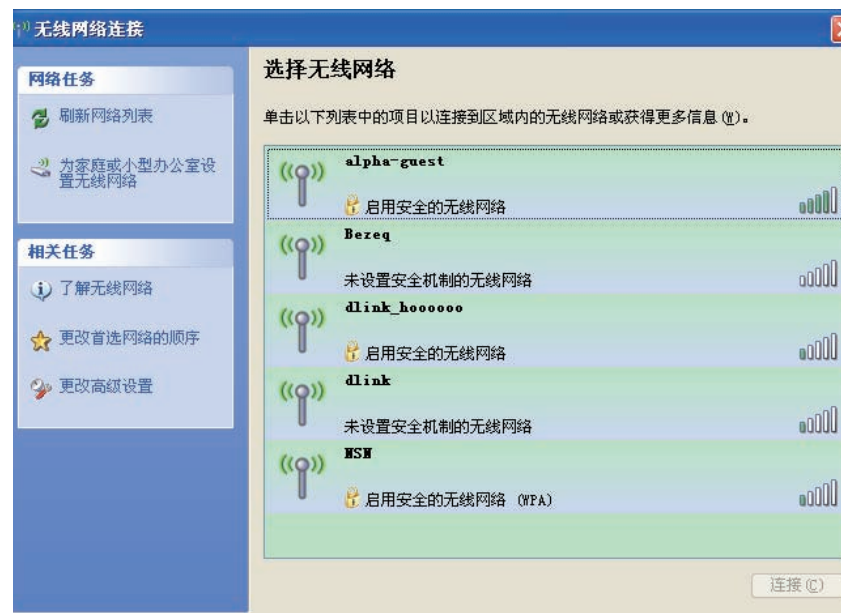 无线网络连接
网络任务
刷新网络列表
为家庭或小型办公室设
置无线网络
相关任务
了解无线网络
更改首选网络的顺序
更改高级设置
选择无线网络
单击以下列表中的项目以连接到区域内的无线网络或获得更多信息(W)。
alpha-guest
启用安全的无线网络
Bezeq
未设置安全机制的无线网络
dlink_hoooooo
启用安全的无线网络
dlink
未设置安全机制的无线网络
NSN
启用安全的无线网络 (WPA)
连接(C)